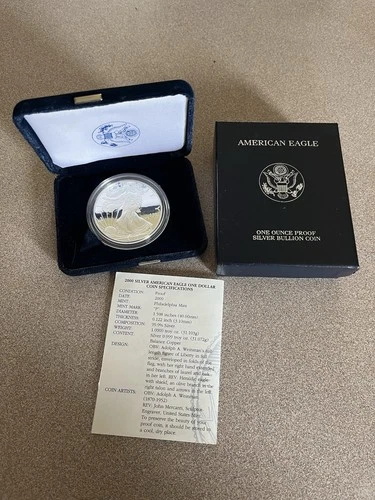 AMERICAN EAGLE
ONE OUNCE PROOF
SILVER BULLION COIN
2000 SILVER AMERICAN EAGLE ONE DOLLAR
COIN SPECIFICATIONS
CONDITION: Proof
DATE: 2000
MINT: Philadelphia Mint
MINT MARK: "P"
DIAMETER: 1.598 inches (40.60mm)
THICKNESS: 0.122 inch (3.10mm)
COMPOSITION: 99.9% Silver
WEIGHT: 1.0000 troy oz. (31.103g)
CONTENT: Silver 0.999 troy oz. (31.072g)
Balance Copper
DESIGN: OBV: Adolph A. Weinman's full
length figure of Liberty in full
stride, enveloped in folds of the
flag, with her right hand extended
and branches of laurel and oak
in her left. REV: Heraldic eagle
with shield, an olive branch in the
right talon and arrows in the left.
COIN ARTISTS: OBV: Adolph A. Weinman
(1870-1952)
REV: John Mercanti, Sculptor
Engraver, United States Mint
To preserve the beauty of your
proof coin, it should be stored in
a cool, dry place.